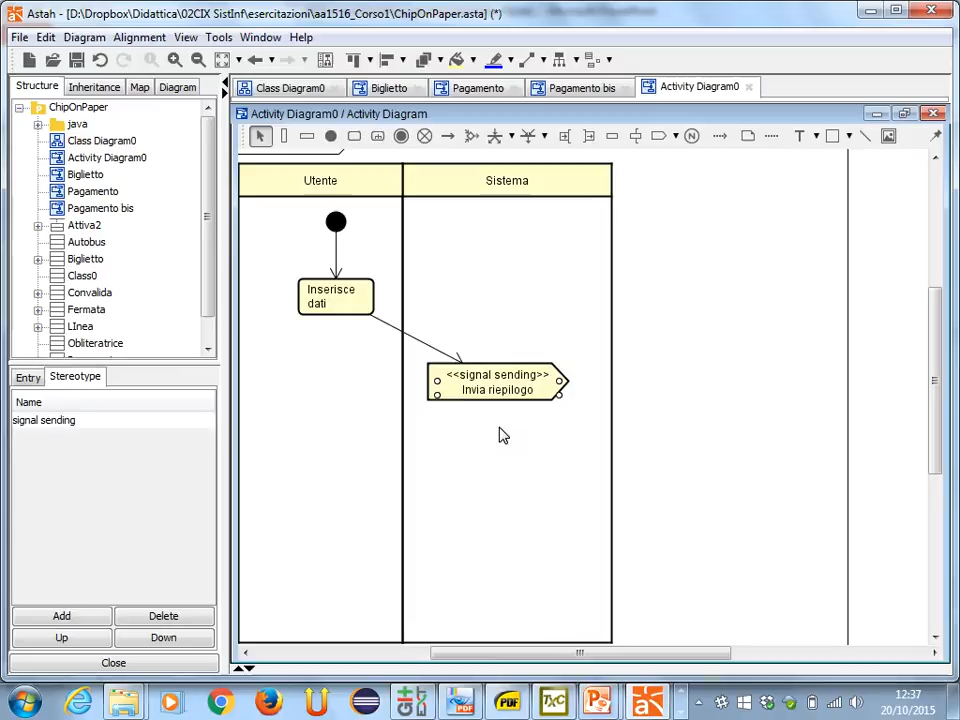 Astah - [D:\Dropbox\Didattica\02CIX SistInf\esercitazioni\aa1516_Corso1\ChipOnPaper.asta] (*)
File Edit Diagram Alignment View Tools Window Help
Structure Inheritance Map Diagram
Class Diagram0 Biglietto Pagamento Pagamento bis Activity Diagram0
Activity Diagram0 / Activity Diagram
ChipOnPaper
java
Class Diagram0
Activity Diagram0
Biglietto
Pagamento
Pagamento bis
Attiva2
Autobus
Biglietto
Class0
Convalida
Fermata
LInea
Obliteratrice
N
T
Utente Sistema
Inserisce
dati
<<signal sending>>
Invia riepilogo
Entry Stereotype
Name
signal sending
Add Delete
Up Down
Close
PDF
PDF
TXC
12:37
20/10/2015